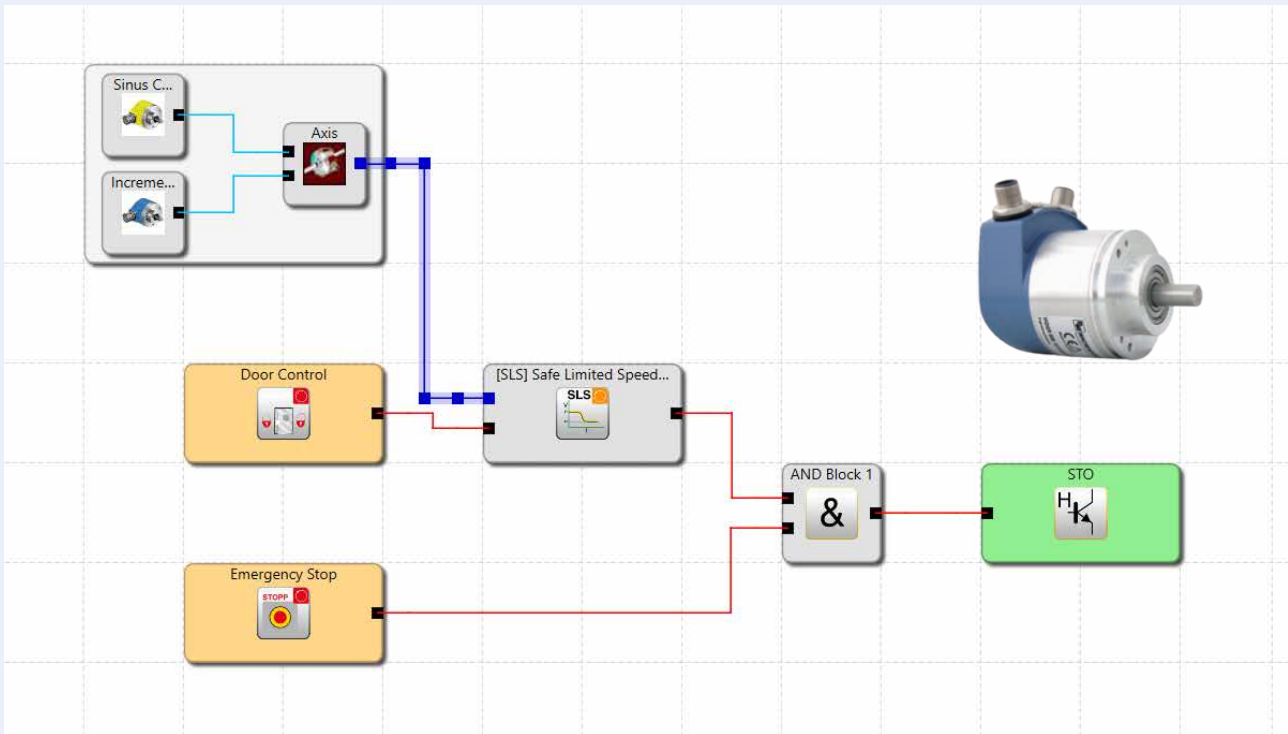 Sinus C...
Axis
Increme...
Door Control
[SLS] Safe Limited Speed...
SLS
AND Block 1
&
STO
H
Emergency Stop
STOPP